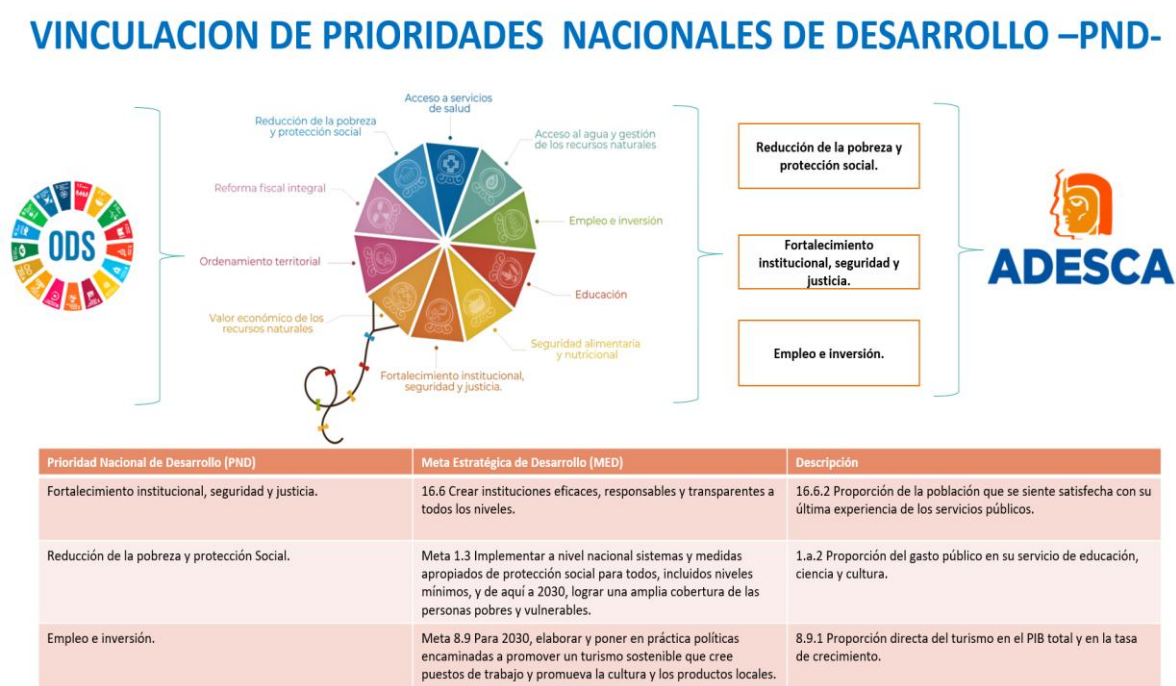 VINCULACION DE PRIORIDADES NACIONALES DE DESARROLLO –PND-
Acceso a servicios
de salud
Reducción de la pobreza
y protección social
Acceso al agua y gestión
de los recursos naturales
Reforma fiscal integral
Empleo e inversión
Ordenamiento territorial
Educación
Valor económico de los
recursos naturales
Seguridad alimentaria
y nutricional
Fortalecimiento institucional,
seguridad y justicia.
ODS
Reducción de la pobreza y
protección social.
Fortalecimiento
institucional, seguridad y
justicia.
Empleo e inversión.
ADESCA
Prioridad Nacional de Desarrollo (PND)
Meta Estratégica de Desarrollo (MED)
Descripción
Fortalecimiento institucional, seguridad y justicia.
16.6 Crear instituciones eficaces, responsables y transparentes a
todos los niveles.
16.6.2 Proporción de la población que se siente satisfecha con su
última experiencia de los servicios públicos.
Reducción de la pobreza y protección Social.
Meta 1.3 Implementar a nivel nacional sistemas y medidas
apropiados de protección social para todos, incluidos niveles
mínimos, y de aquí a 2030, lograr una amplia cobertura de las
personas pobres y vulnerables.
1.a.2 Proporción del gasto público en su servicio de educación,
ciencia y cultura.
Empleo e inversión.
Meta 8.9 Para 2030, elaborar y poner en práctica políticas
encaminadas a promover un turismo sostenible que cree
puestos de trabajo y promueva la cultura y los productos locales.
8.9.1 Proporción directa del turismo en el PIB total y en la tasa
de crecimiento.